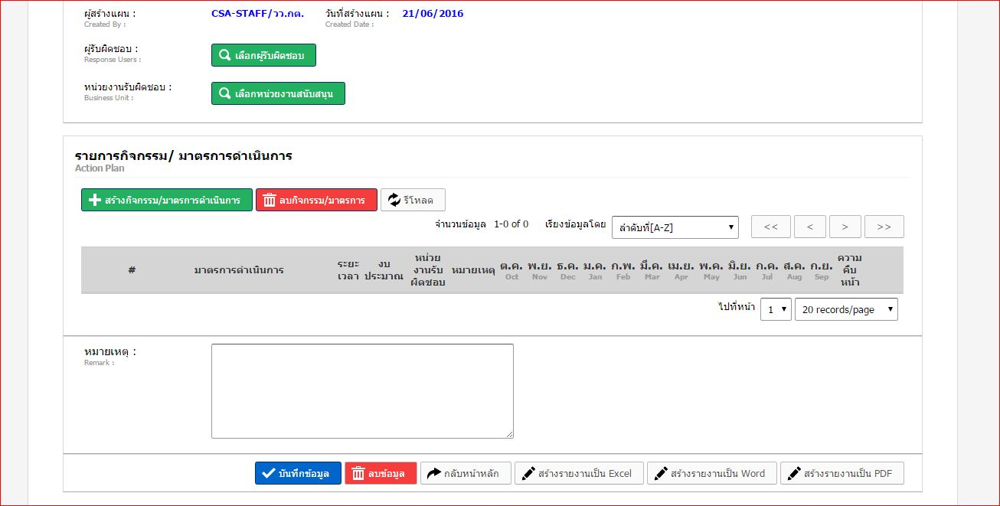 ผู้สร้างแผน : CSA-STAFF/วว.กต. วันที่สร้างแผน : 21/06/2016
Created By : Created Date :
ผู้รับผิดชอบ : เลือกผู้รับผิดชอบ
Response Users :
หน่วยงานรับผิดชอบ : เลือกหน่วยงานสนับสนุน
Business Unit :
รายการกิจกรรม/ มาตรการดำเนินการ
Action Plan
สร้างกิจกรรม/มาตรการดำเนินการ ลบกิจกรรม/มาตรการ รีโหลด
จำนวนข้อมูล 1-0 of 0 เรียงข้อมูลโดย ลำดับที่[A-Z] << < > >>
# มาตรการดำเนินการ ระยะเวลา งบประมาณ หน่วยงานรับผิดชอบ หมายเหตุ ต.ค. พ.ย. ธ.ค. ม.ค. ก.พ. มี.ค. เม.ย. พ.ค. มิ.ย. ก.ค. ส.ค. ก.ย. ความคืบหน้า
Oct Nov Dec Jan Feb Mar Apr May Jun Jul Aug Sep
ไปที่หน้า 1 20 records/page
หมายเหตุ :
Remark :
บันทึกข้อมูล ลบข้อมูล กลับหน้าหลัก สร้างรายงานเป็น Excel สร้างรายงานเป็น Word สร้างรายงานเป็น PDF